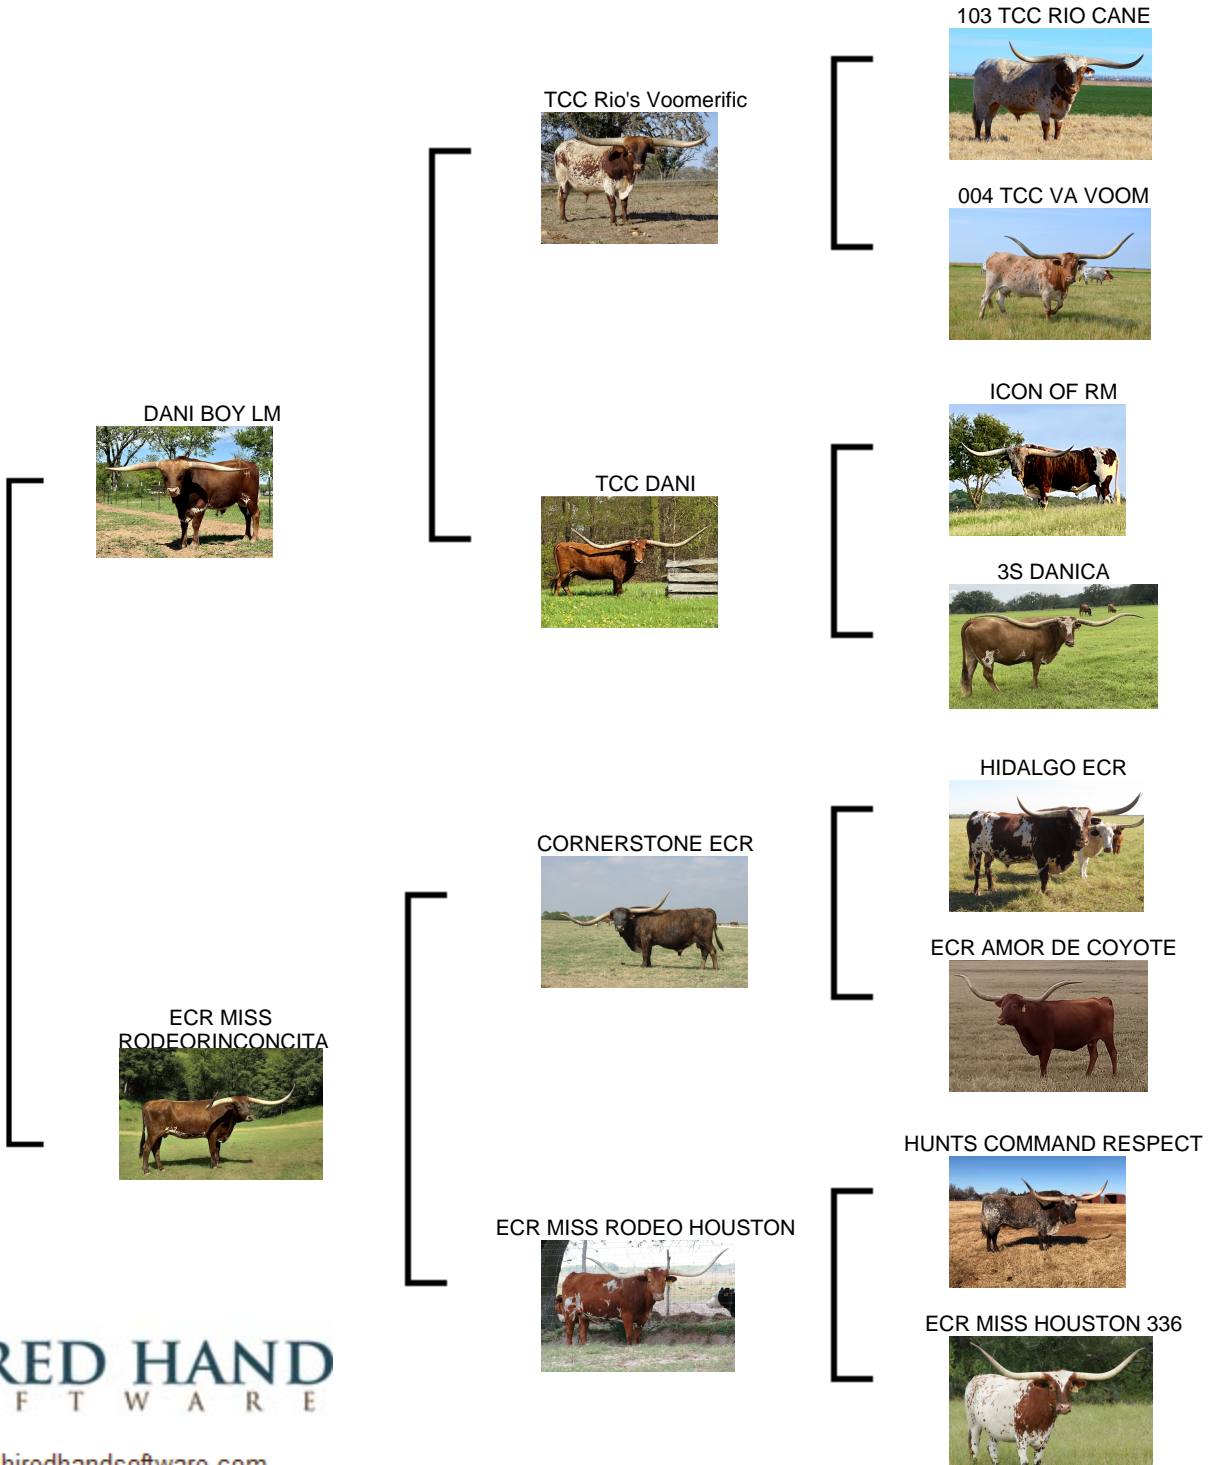 103 TCC RIO CANE
TCC Rio's Voomerific
004 TCC VA VOOM
DANI BOY LM
ICON OF RM
TCC DANI
3S DANICA
HIDALGO ECR
CORNERSTONE ECR
ECR AMOR DE COYOTE
ECR MISS
RODEORINCONCITA
HUNTS COMMAND RESPECT
ECR MISS RODEO HOUSTON
ECR MISS HOUSTON 336
RED HAND
F T W A R E
hiredhandsoftware.com